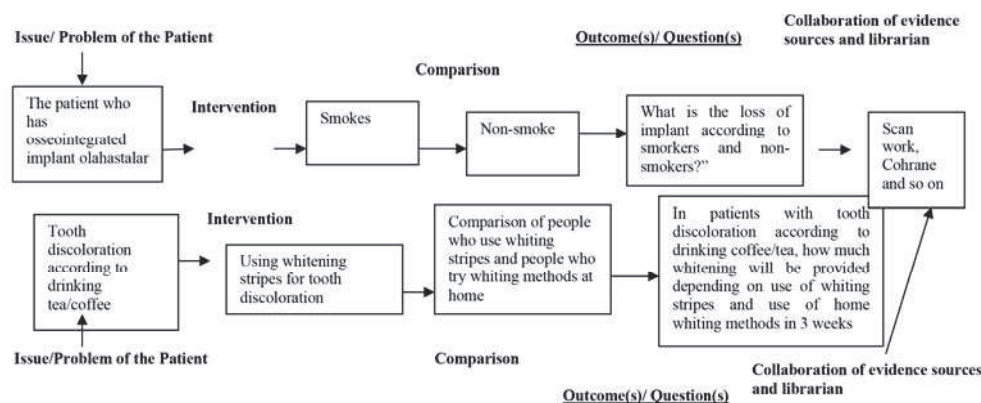 Issue/ Problem of the Patient
Outcome(s)/ Question(s)
Collaboration of evidence
sources and librarian
Comparison
Intervention
The patient who
has
osseointegrated
implant olahastalar
Smokes
Non-smoke
What is the loss of
implant according to
smorkers and non-
smokers?”
Scan
work,
Cohrane
and so on
Intervention
Tooth
discoloration
according to
drinking
tea/coffee
Using whitening
stripes for tooth
discoloration
Comparison of people
who use whiting
stripes and people who
try whiting methods at
home
In patients with tooth
discoloration according to
drinking coffee/tea, how much
whitening will be provided
depending on use of whiting
stripes and use of home
whiting methods in 3 weeks
Issue/Problem of the Patient
Comparison
Collaboration of evidence sources
and librarian
Outcome(s)/ Question(s)